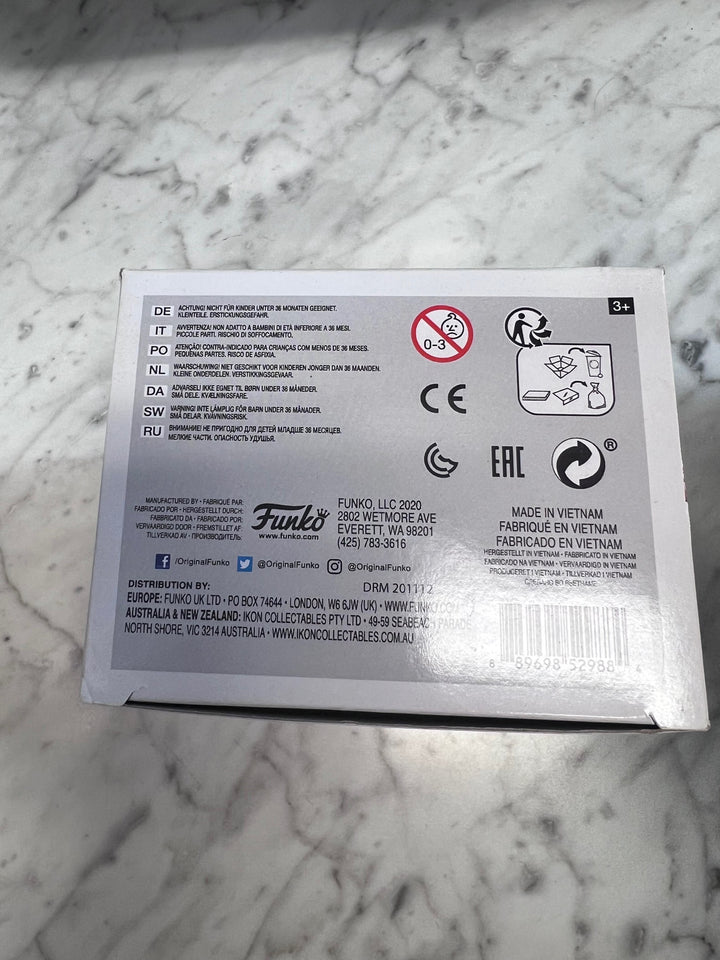 3+
DE ACHTUNG! NICHT FÜR KINDER UNTER 36 MONATEN GEEIGNET.
KLEINTEILE. ERSTICKUNGSGEFAHR.
IT AVVERTENZA! NON ADATTO A BAMBINI DI ETÀ INFERIORE A 36 MESI.
PICCOLE PARTI. RISCHIO DI SOFFOCAMENTO.
PO ATENÇÃO! CONTRA-INDICADO PARA CRIANÇAS COM MENOS DE 36 MESES.
PEQUENAS PARTES. RISCO DE ASFIXIA.
NL WAARSCHUWING! NIET GESCHIKT VOOR KINDEREN JONGER DAN 36 MAANDEN.
KLEINE ONDERDELEN. VERSTIKKINGSGEVAAR.
DA ADVARSEL! IKKE EGNET TIL BØRN UNDER 36 MÅNEDER.
SMÅ DELE. KVÆLNINGSFARE.
SW VARNING! INTE LÄMPLIG FÖR BARN UNDER 36 MÅNADER.
SMÅ DELAR. KVÄVNINGSRISK.
RU ВНИМАНИЕ! НЕ ПРИГОДНО ДЛЯ ДЕТЕЙ МЛАДШЕ 36 МЕСЯЦЕВ.
МЕЛКИЕ ЧАСТИ. ОПАСНОСТЬ УДУШЬЯ.
0-3
CE
EAC
®
MANUFACTURED BY • FABRIQUÉ PAR:
FABRICADO POR • HERGESTELLT DURCH:
FABBRICATO DA • FABRICADO POR:
VERVAARDIGD DOOR • FREMSTILLET AF:
TILLVERKAD AV • ПРОИЗВОДИТЕЛЬ:
Funko
www.funko.com
FUNKO, LLC 2020
2802 WETMORE AVE
EVERETT, WA 98201
(425) 783-3616
MADE IN VIETNAM
FABRIQUÉ EN VIETNAM
FABRICADO EN VIETNAM
HERGESTELLT IN VIETNAM • FABBRICATO IN VIETNAM
FABRICADO NA VIETNAM • VERVAARDIGD IN VIETNAM
PRODUCERET I VIETNAM • TILLVERKAD I VIETNAM
/OriginalFunko @OriginalFunko @OriginalFunko
DRM 201112
DISTRIBUTION BY:
EUROPE: FUNKO UK LTD • PO BOX 74644 • LONDON, W6 6JW (UK) • WWW.FUNKO.COM
AUSTRALIA & NEW ZEALAND: IKON COLLECTABLES PTY LTD • 49-59 SEABEACH PARADE
NORTH SHORE, VIC 3214 AUSTRALIA • WWW.IKONCOLLECTABLES.COM.AU
8 89698 52988 4